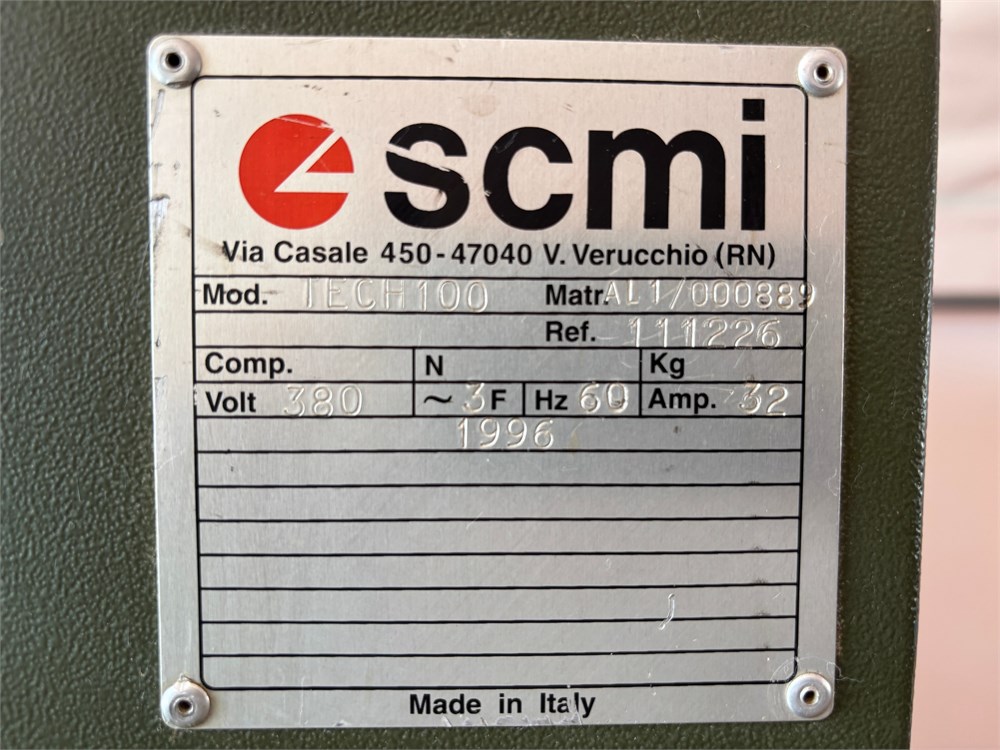 scmi
Via Casale 450-47040 V. Verucchio (RN)
Mod. TECH100 Matr. AL1/000889
Ref. 111226
Comp. N Kg
Volt 380 ~ 3 F Hz 60 Amp. 32
1996
Made in Italy